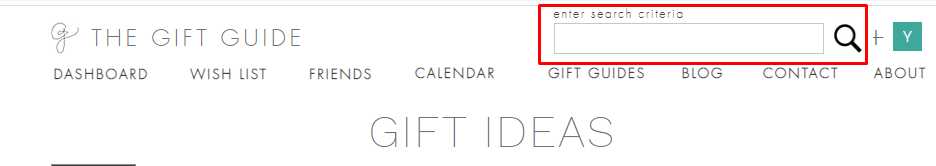 enter search criteria
g THE GIFT GUIDE
Y
DASHBOARD WISH LIST FRIENDS CALENDAR GIFT GUIDES BLOG CONTACT ABOUT
GIFT IDEAS